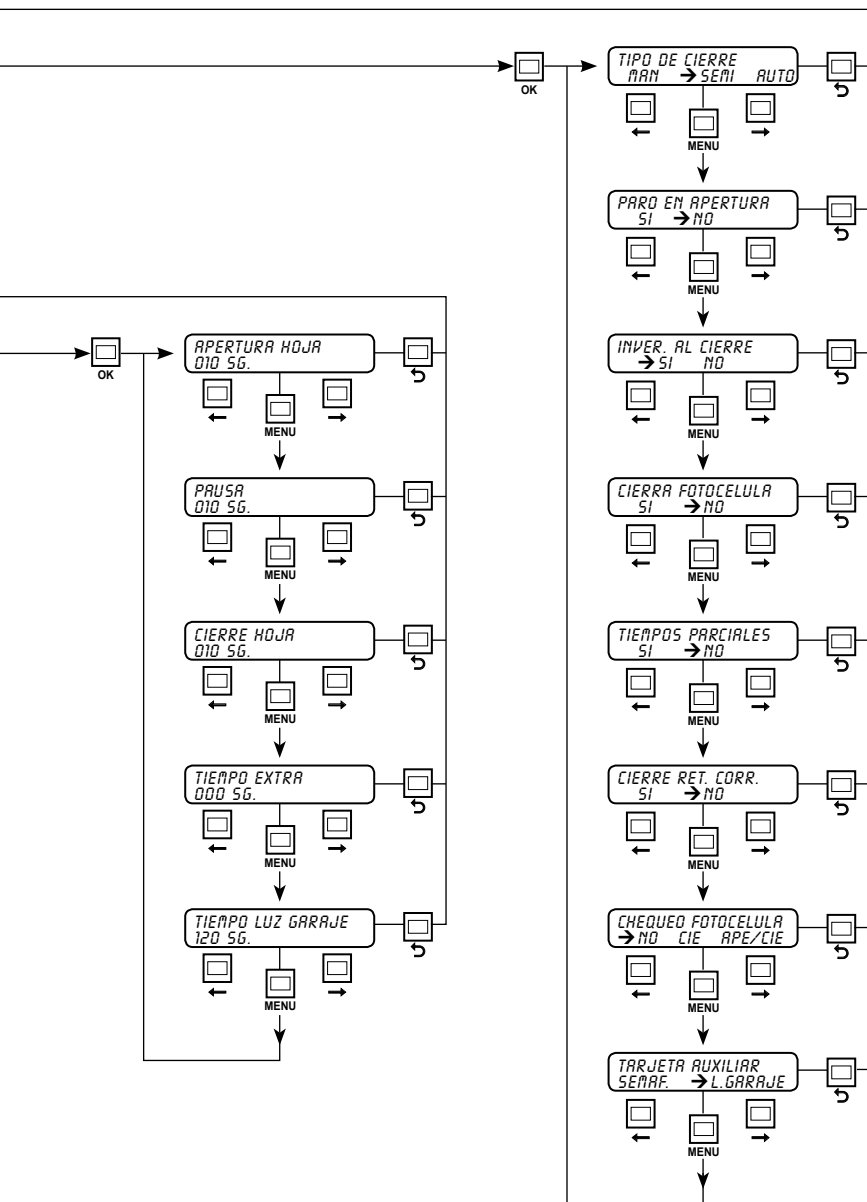 OK
TIPO DE CIERRE
MAN → SEMI AUTO
MENU
PARO EN APERTURA
SI → NO
MENU
INVER. AL CIERRE
→ SI NO
MENU
CIERRA FOTOCELULA
SI → NO
MENU
TIEMPOS PARCIALES
SI → NO
MENU
CIERRE RET. CORR.
SI → NO
MENU
CHEQUEO FOTOCELULA
→ NO CIE APE/CIE
MENU
TARJETA AUXILIAR
SEMAF. → L.GARAJE
MENU
OK
APERTURA HOJA
010 SG.
MENU
PAUSA
010 SG.
MENU
CIERRE HOJA
010 SG.
MENU
TIEMPO EXTRA
000 SG.
MENU
TIEMPO LUZ GARAJE
120 SG.
MENU